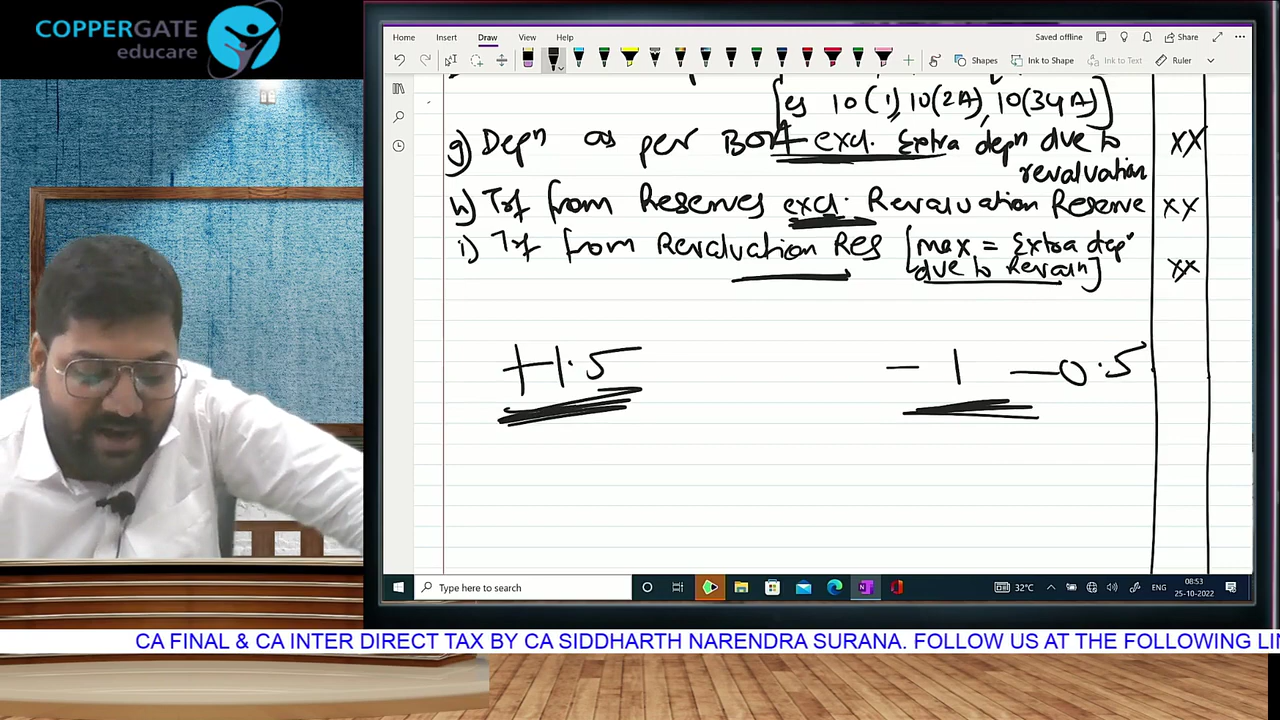 COPPERGATE
educare
Home Insert Draw View Help
Saved offline
Share
Shapes
Ink to Shape
Ink to Text
Ruler
[eg 10(1), 10(2A), 10(34A)]
g) Depn as per BOA excl. Extra depn due to revaluation XX
h) Trf from Reserves excl. Revaluation Reserve XX
i) Trf from Revaluation Res [max = Extra depn
due to Revaln] XX
+1.5 - 1 - 0.5
Type here to search
32°C
ENG
08:53
25-10-2022
CA FINAL & CA INTER DIRECT TAX BY CA SIDDHARTH NARENDRA SURANA. FOLLOW US AT THE FOLLOWING